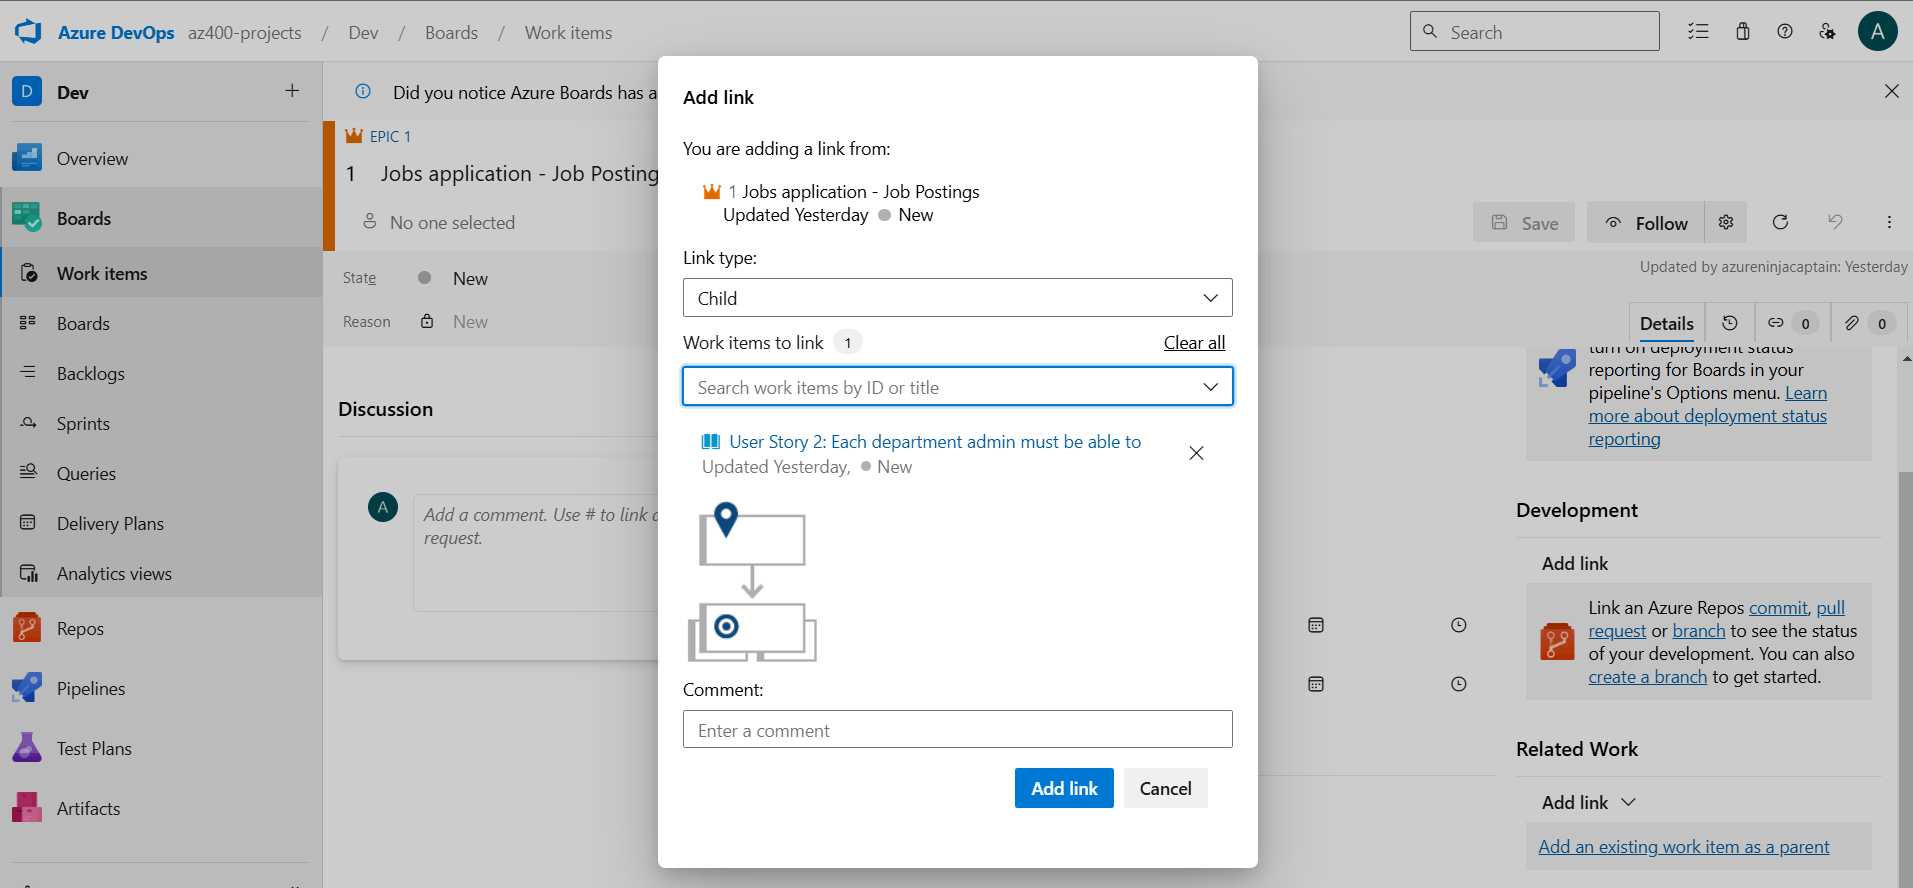 Azure DevOps az400-projects / Dev / Boards / Work items
Search
A
D Dev
Overview
Boards
Work items
Boards
Backlogs
Sprints
Queries
Delivery Plans
Analytics views
Repos
Pipelines
Test Plans
Artifacts
Did you notice Azure Boards has a
EPIC 1
1 Jobs application - Job Posting
No one selected
State New
Reason New
Discussion
A
Add a comment. Use # to link
request.
Add link
You are adding a link from:
1 Jobs application - Job Postings
Updated Yesterday New
Link type:
Child
Work items to link 1 Clear all
Search work items by ID or title
User Story 2: Each department admin must be able to
Updated Yesterday, New
Comment:
Enter a comment
Add link Cancel
Save Follow
Updated by azureninjacaptain: Yesterday
Details 0 0
turn on deployment status
reporting for Boards in your
pipeline's Options menu. Learn
more about deployment status
reporting
Development
Add link
Link an Azure Repos commit, pull
request or branch to see the status
of your development. You can also
create a branch to get started.
Related Work
Add link
Add an existing work item as a parent